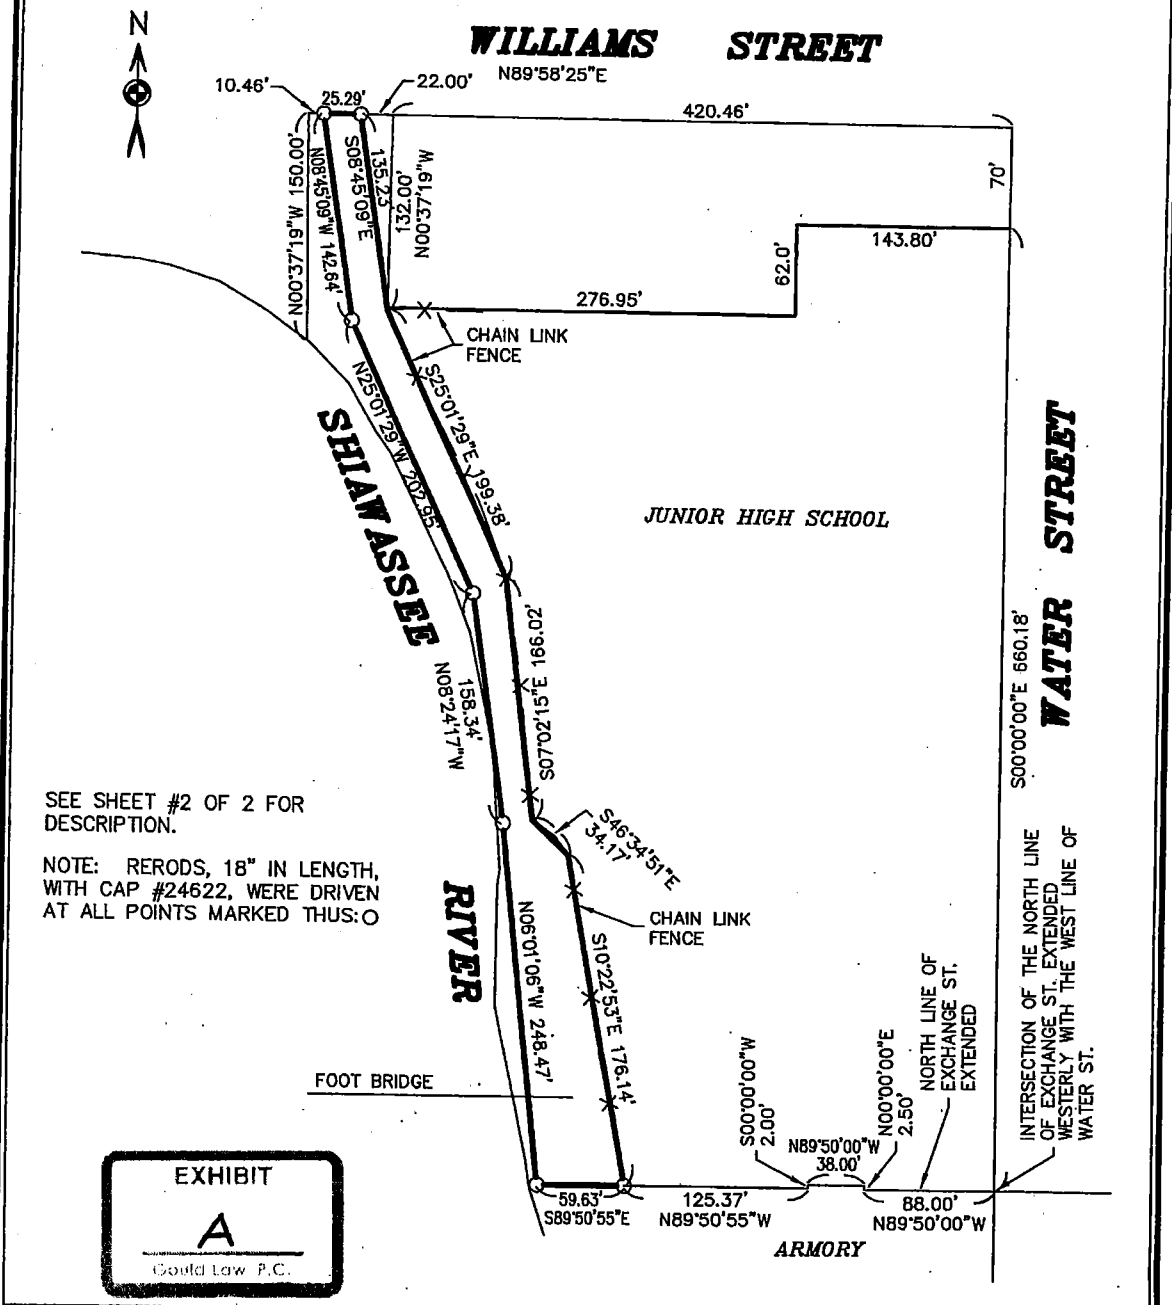 N
WILLIAMS STREET
N89°58'25"E
10.46'
25.29'
22.00'
420.46'
N00°37'19"W 150.00'
N08°45'09"W 142.64'
S08°45'09"E
135.23
132.00'
N00°37'19"W
70'
143.80'
62.0'
276.95'
CHAIN LINK
FENCE
N25°01'29"W 202.95'
S25°01'29"E 199.38'
SHIAWASSEE
RIVER
JUNIOR HIGH SCHOOL
WATER STREET
S00°00'00"E 660.18'
158.34'
N08°24'17"W
S07°02'15"E 166.02'
S46°34'51"E
34.17'
SEE SHEET #2 OF 2 FOR
DESCRIPTION.
NOTE: RERODS, 18" IN LENGTH,
WITH CAP #24622, WERE DRIVEN
AT ALL POINTS MARKED THUS:O
CHAIN LINK
FENCE
N06°01'06"W 248.47'
S10°22'53"E 176.14'
FOOT BRIDGE
S00°00'00"W
2.00'
N89°50'00"W
38.00'
N00°00'00"E
2.50'
NORTH LINE OF
EXCHANGE ST.
EXTENDED
INTERSECTION OF THE NORTH LINE
OF EXCHANGE ST. EXTENDED
WESTERLY WITH THE WEST LINE OF
WATER ST.
59.63'
S89°50'55"E
125.37'
N89°50'55"W
88.00'
N89°50'00"W
ARMORY
EXHIBIT
A
Gould Law P.C.